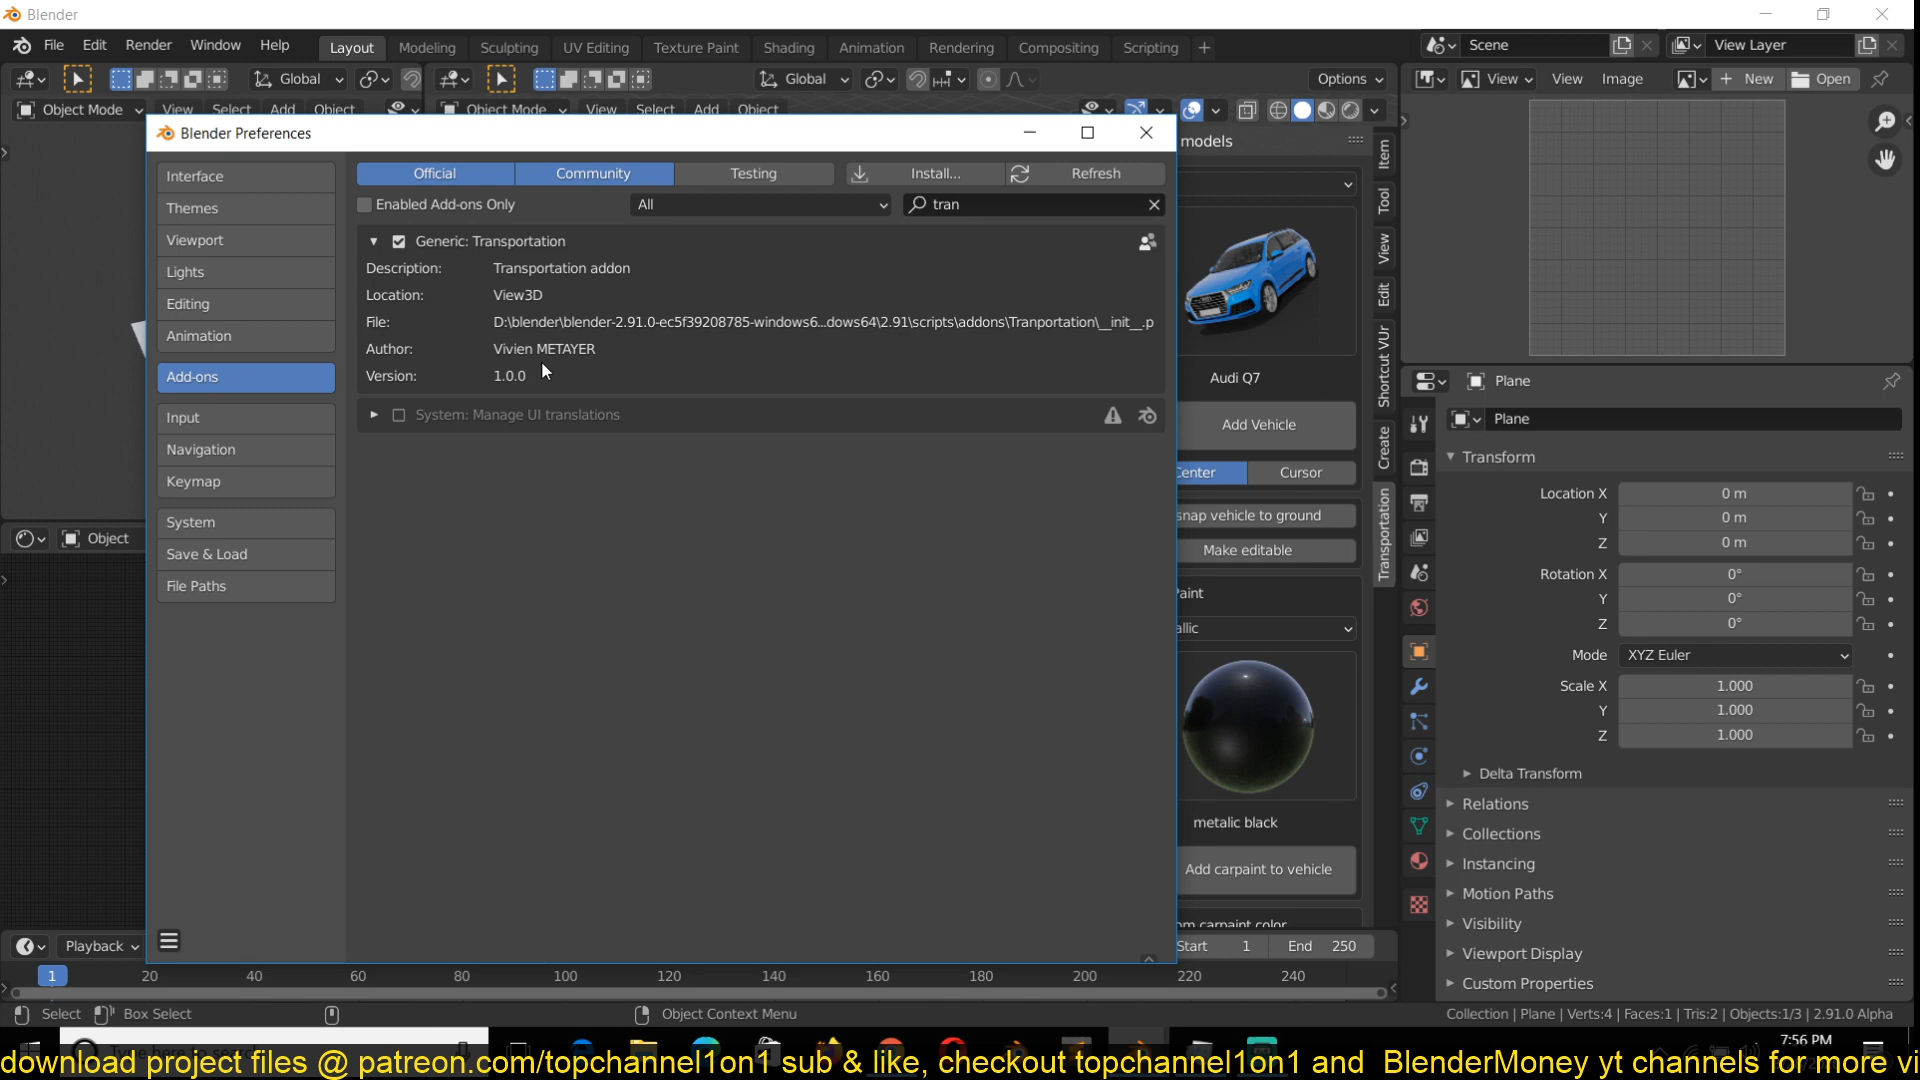 Blender
File Edit Render Window Help Layout Modeling Sculpting UV Editing Texture Paint Shading Animation Rendering Compositing Scripting + Scene View Layer
Global Global Options View View Image New Open
Object Mode View Select Add Object Object Mode View Select Add Object
Blender Preferences
models
Interface
Themes
Viewport
Lights
Editing
Animation
Add-ons
Input
Navigation
Keymap
System
Save & Load
File Paths
Official Community Testing Install... Refresh
Enabled Add-ons Only All tran
Generic: Transportation
Description: Transportation addon
Location: View3D
File: D:\blender\blender-2.91.0-ec5f39208785-windows6...dows64\2.91\scripts\addons\Tranportation\__init__.p
Author: Vivien METAYER
Version: 1.0.0
System: Manage UI translations
Audi Q7
Add Vehicle
Center Cursor
snap vehicle to ground
Make editable
Paint
allic
metalic black
Add carpaint to vehicle
om carpaint color
Item
Tool
View
Edit
Shortcut VUr
Create
Transportation
Plane
Plane
Transform
Location X 0 m
Y 0 m
Z 0 m
Rotation X 0°
Y 0°
Z 0°
Mode XYZ Euler
Scale X 1.000
Y 1.000
Z 1.000
Delta Transform
Relations
Collections
Instancing
Motion Paths
Visibility
Viewport Display
Custom Properties
Object
Playback Start 1 End 250
1 20 40 60 80 100 120 140 160 180 200 220 240
Select Box Select Object Context Menu Collection | Plane | Verts:4 | Faces:1 | Tris:2 | Objects:1/3 | 2.91.0 Alpha
7:56 PM
download project files @ patreon.com/topchannel1on1 sub & like, checkout topchannel1on1 and BlenderMoney yt channels for more vi